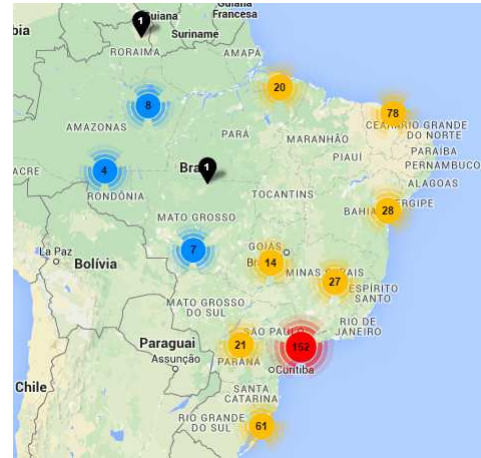 Guiana
Guiana
Francesa
bia
1
Suriname
RORAIMA
AMAPÁ
8
20
78
AMAZONAS
PARÁ
MARANHÃO
CEARÁ
RIO GRANDE
DO NORTE
PARAÍBA
PIAUÍ
PERNAMBUCO
ACRE
4
Bra
1
ALAGOAS
RONDÔNIA
TOCANTINS
SERGIPE
BAHIA
28
MATO GROSSO
La Paz
7
GOIÁS
Bolívia
14
Br
MINAS GERAIS
27
ESPÍRITO
SANTO
MATO GROSSO
DO SUL
RIO DE
JANEIRO
SÃO PAULO
Paraguai
21
152
Assunção
PARANÁ
Curitiba
Chile
SANTA
CATARINA
RIO GRANDE
DO SUL
61